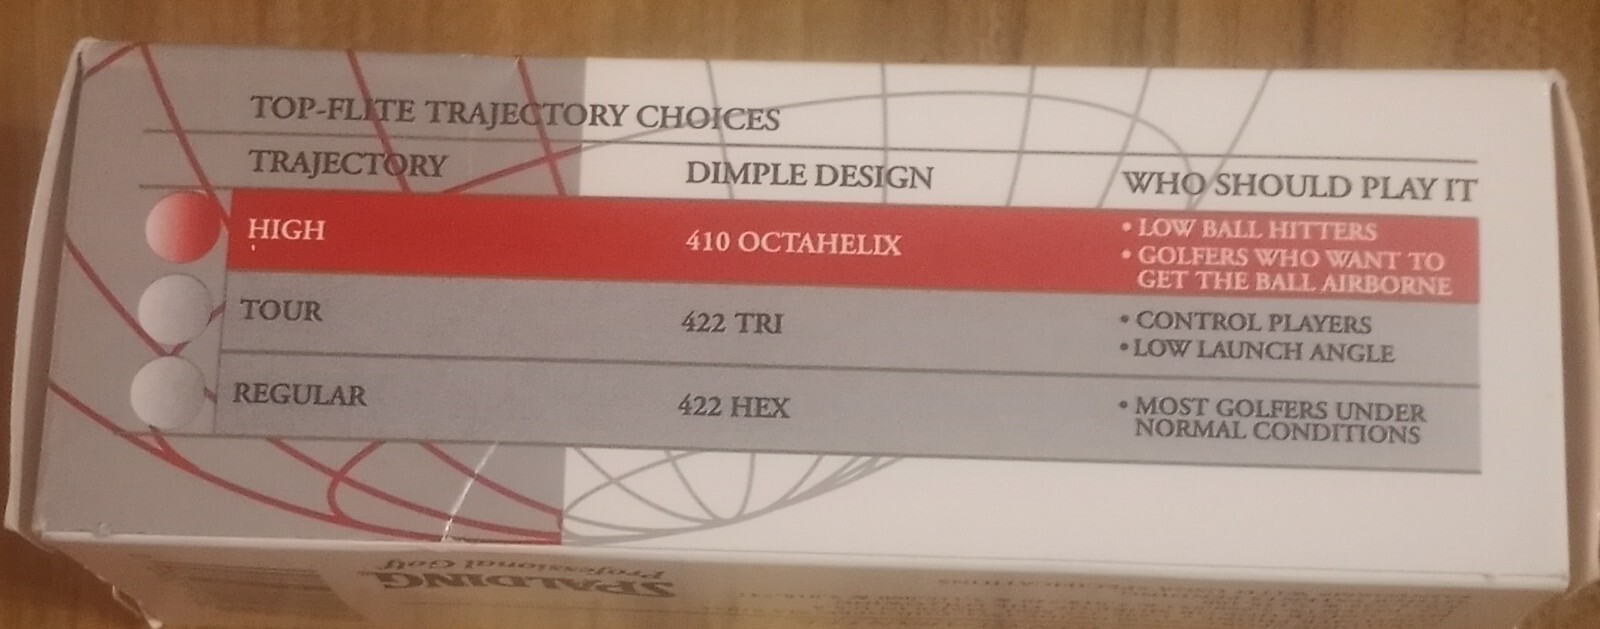 TOP-FLITE TRAJECTORY CHOICES
TRAJECTORY DIMPLE DESIGN WHO SHOULD PLAY IT
HIGH 410 OCTAHELIX • LOW BALL HITTERS
• GOLFERS WHO WANT TO
GET THE BALL AIRBORNE
TOUR 422 TRI • CONTROL PLAYERS
• LOW LAUNCH ANGLE
REGULAR 422 HEX • MOST GOLFERS UNDER
NORMAL CONDITIONS
SPALDING
Professional Golf